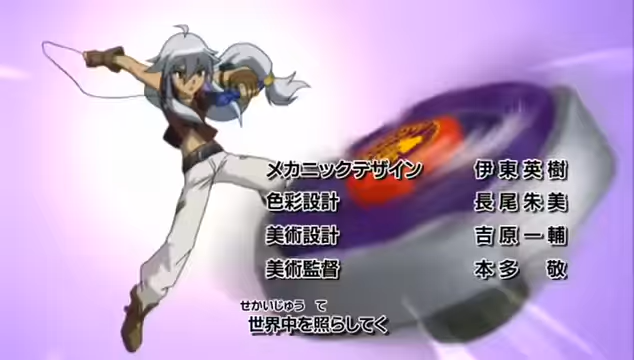 メカニックデザイン 伊東英樹
色彩設計 長尾朱美
美術設計 吉原一輔
美術監督 本多 敬
せかいじゅう て
世界中を照らしてく